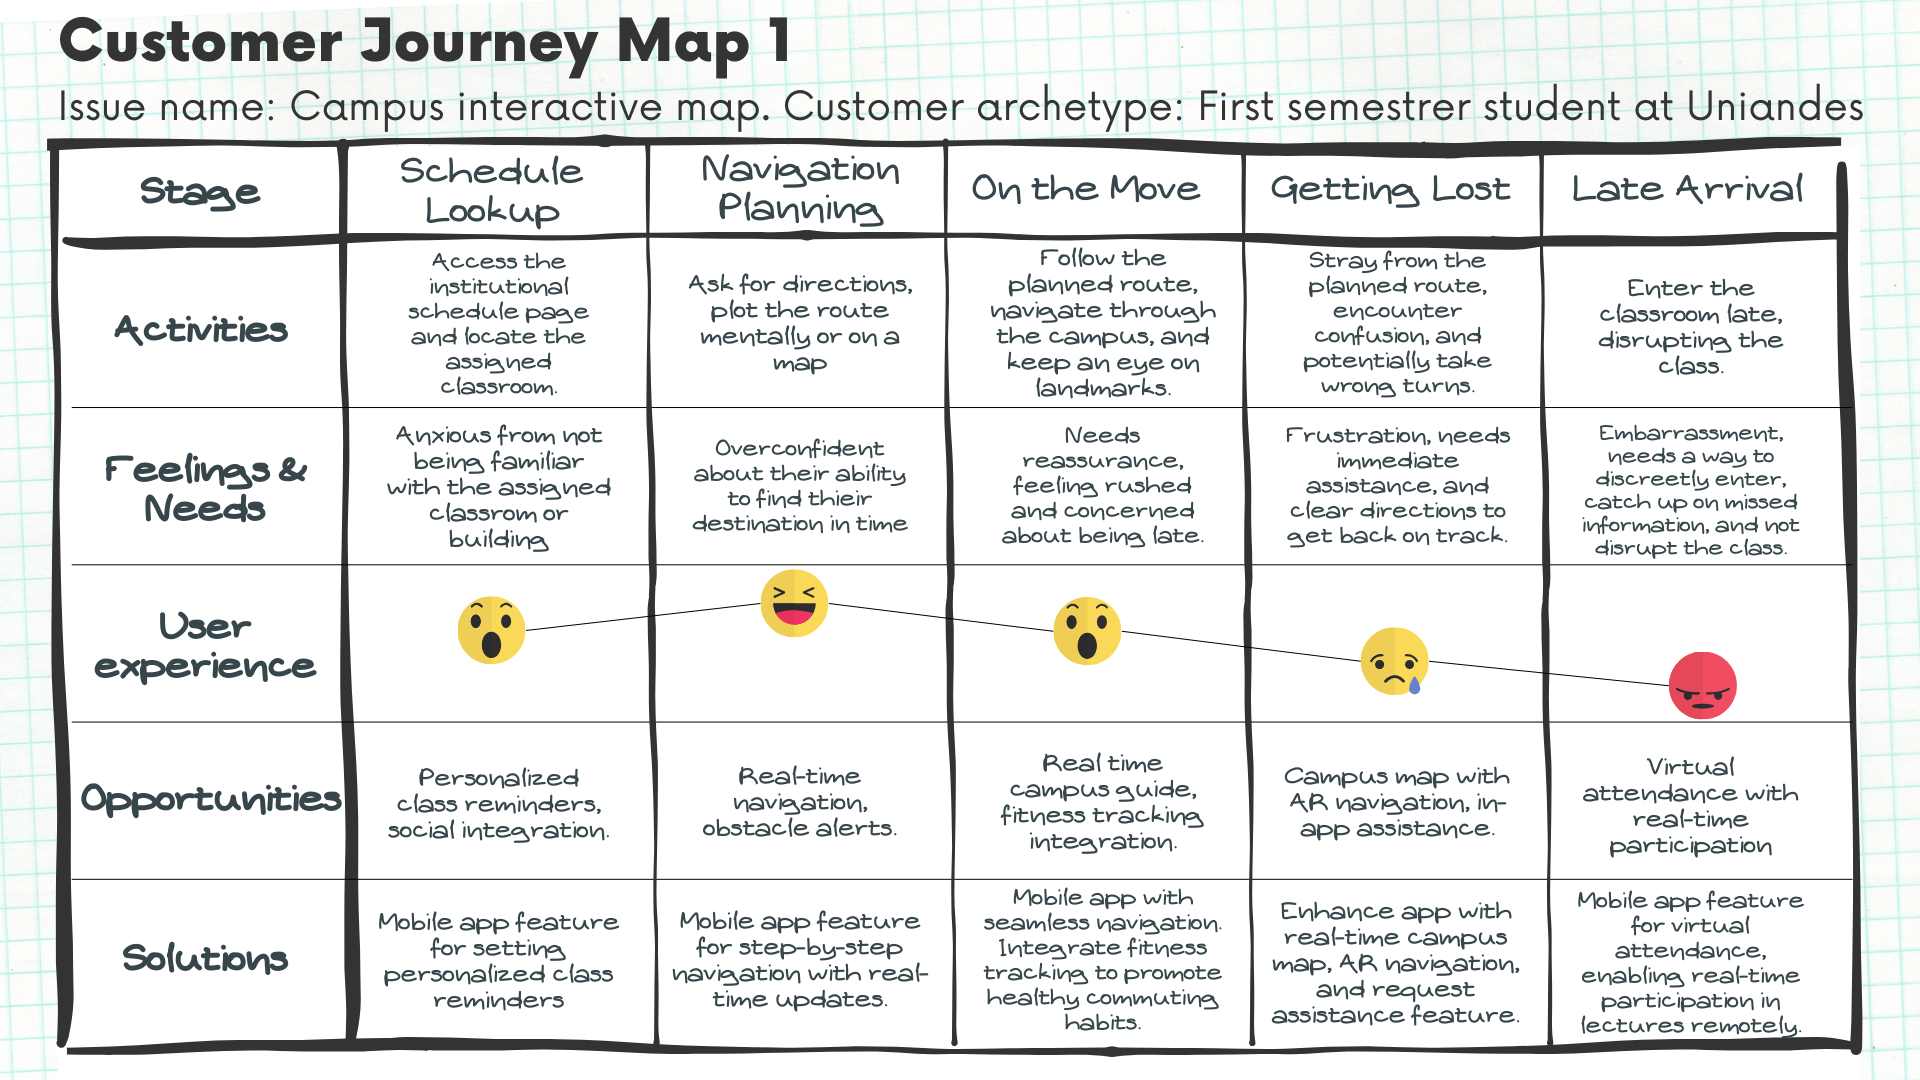 Customer Journey Map 1
Issue name: Campus interactive map. Customer archetype: First semestrer student at Uniandes
Stage
Schedule
Lookup
Navigation
Planning
On the Move
Getting Lost
Late Arrival
Activities
Access the
institutional
schedule page
and locate the
assigned
classroom.
Ask for directions,
plot the route
mentally or on a
map
Follow the
planned route,
navigate through
the campus, and
keep an eye on
landmarks.
Stray from the
planned route,
encounter
confusion, and
potentially take
wrong turns.
Enter the
classroom late,
disrupting the
class.
Feelings &
Needs
Anxious from not
being familiar
with the assigned
classrom or
building
Overconfident
about their ability
to find thieir
destination in time
Needs
reassurance,
feeling rushed
and concerned
about being late.
Frustration, needs
immediate
assistance, and
clear directions to
get back on track.
Embarrassment,
needs a way to
discreetly enter,
catch up on missed
information, and not
disrupt the class.
User
experience
Opportunities
Personalized
class reminders,
social integration.
Real-time
navigation,
obstacle alerts.
Real time
campus guide,
fitness tracking
integration.
Campus map with
AR navigation, in-
app assistance.
Virtual
attendance with
real-time
participation
Solutions
Mobile app feature
for setting
personalized class
reminders
Mobile app feature
for step-by-step
navigation with real-
time updates.
Mobile app with
seamless navigation.
Integrate fitness
tracking to promote
healthy commuting
habits.
Enhance app with
real-time campus
map, AR navigation,
and request
assistance feature.
Mobile app feature
for virtual
attendance,
enabling real-time
participation in
lectures remotely.